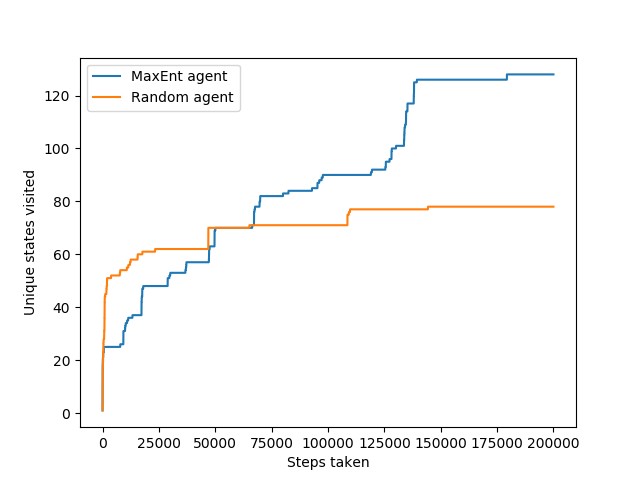 MaxEnt agent
Random agent
Unique states visited
120
100
80
60
40
20
0
0 25000 50000 75000 100000 125000 150000 175000 200000
Steps taken